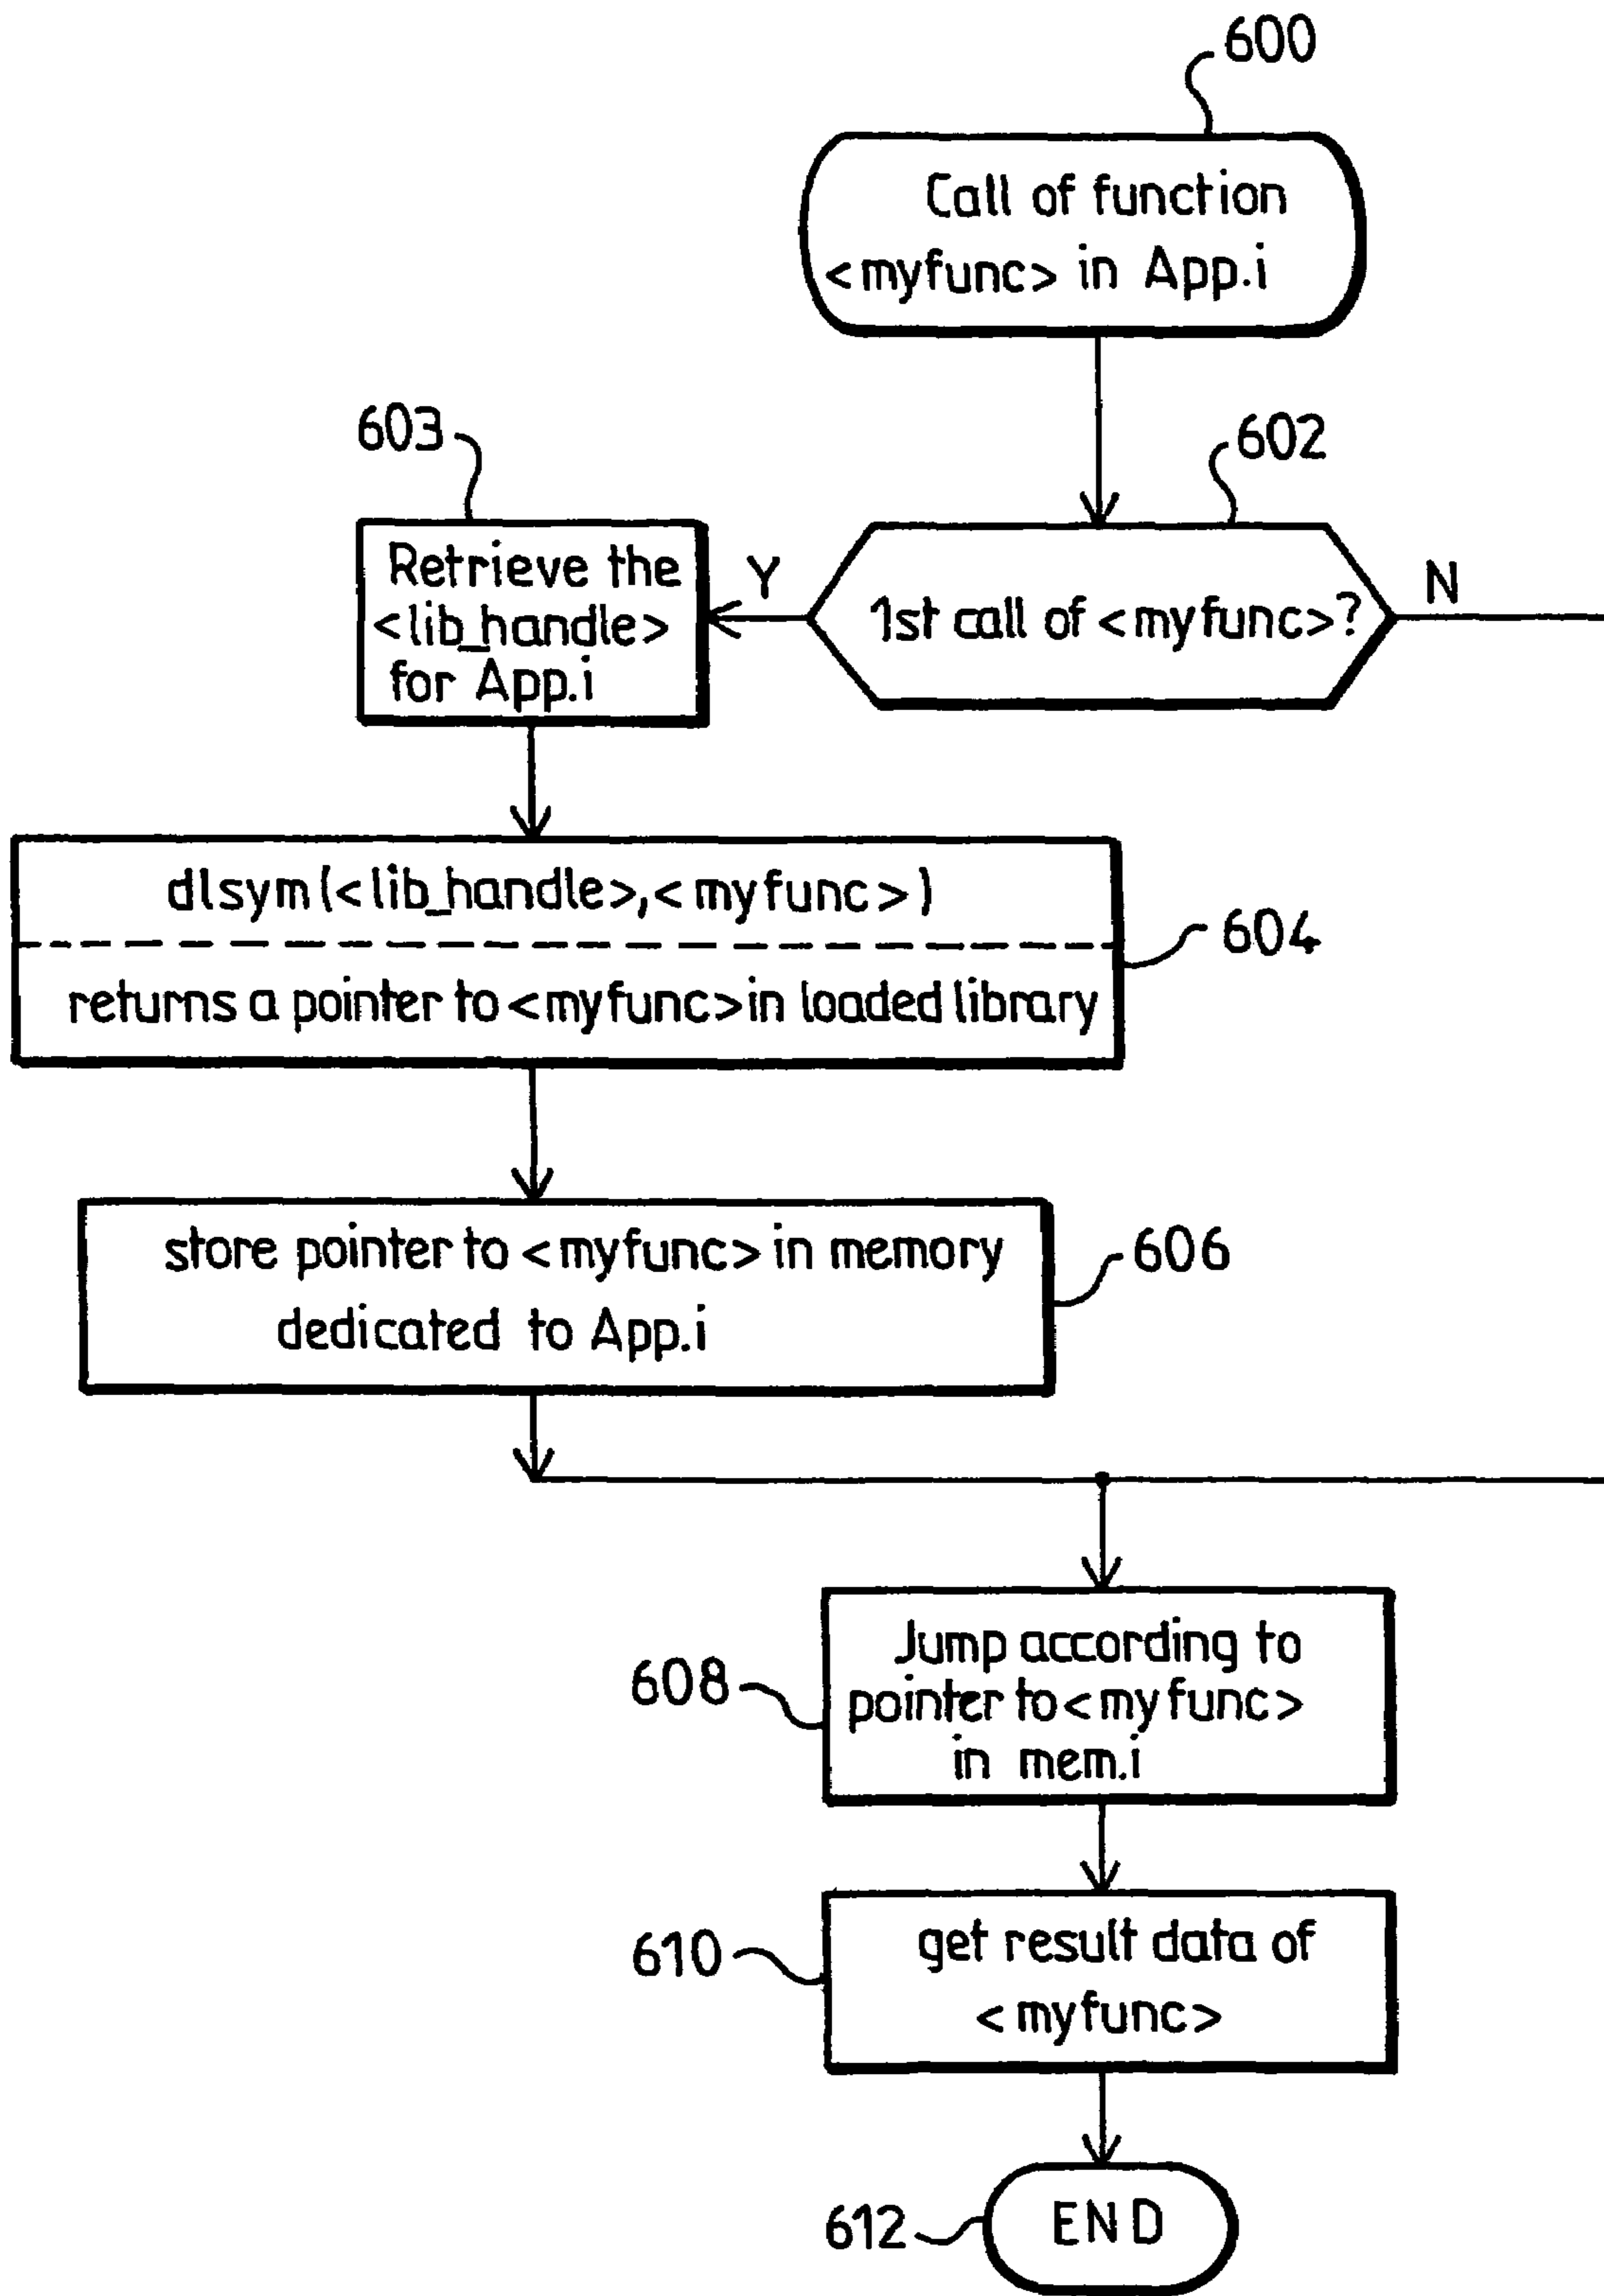 600
Call of function
<myfunc> in App.i
603
602
Retrieve the
<lib_handle>
for App.i
Y
1st call of <myfunc>?
N
dlsym(<lib_handle>,<myfunc>)
604
returns a pointer to <myfunc> in loaded library
store pointer to <myfunc> in memory
606
dedicated to App.i
Jump according to
608
pointer to <myfunc>
in mem.i
get result data of
610
<myfunc>
612
END